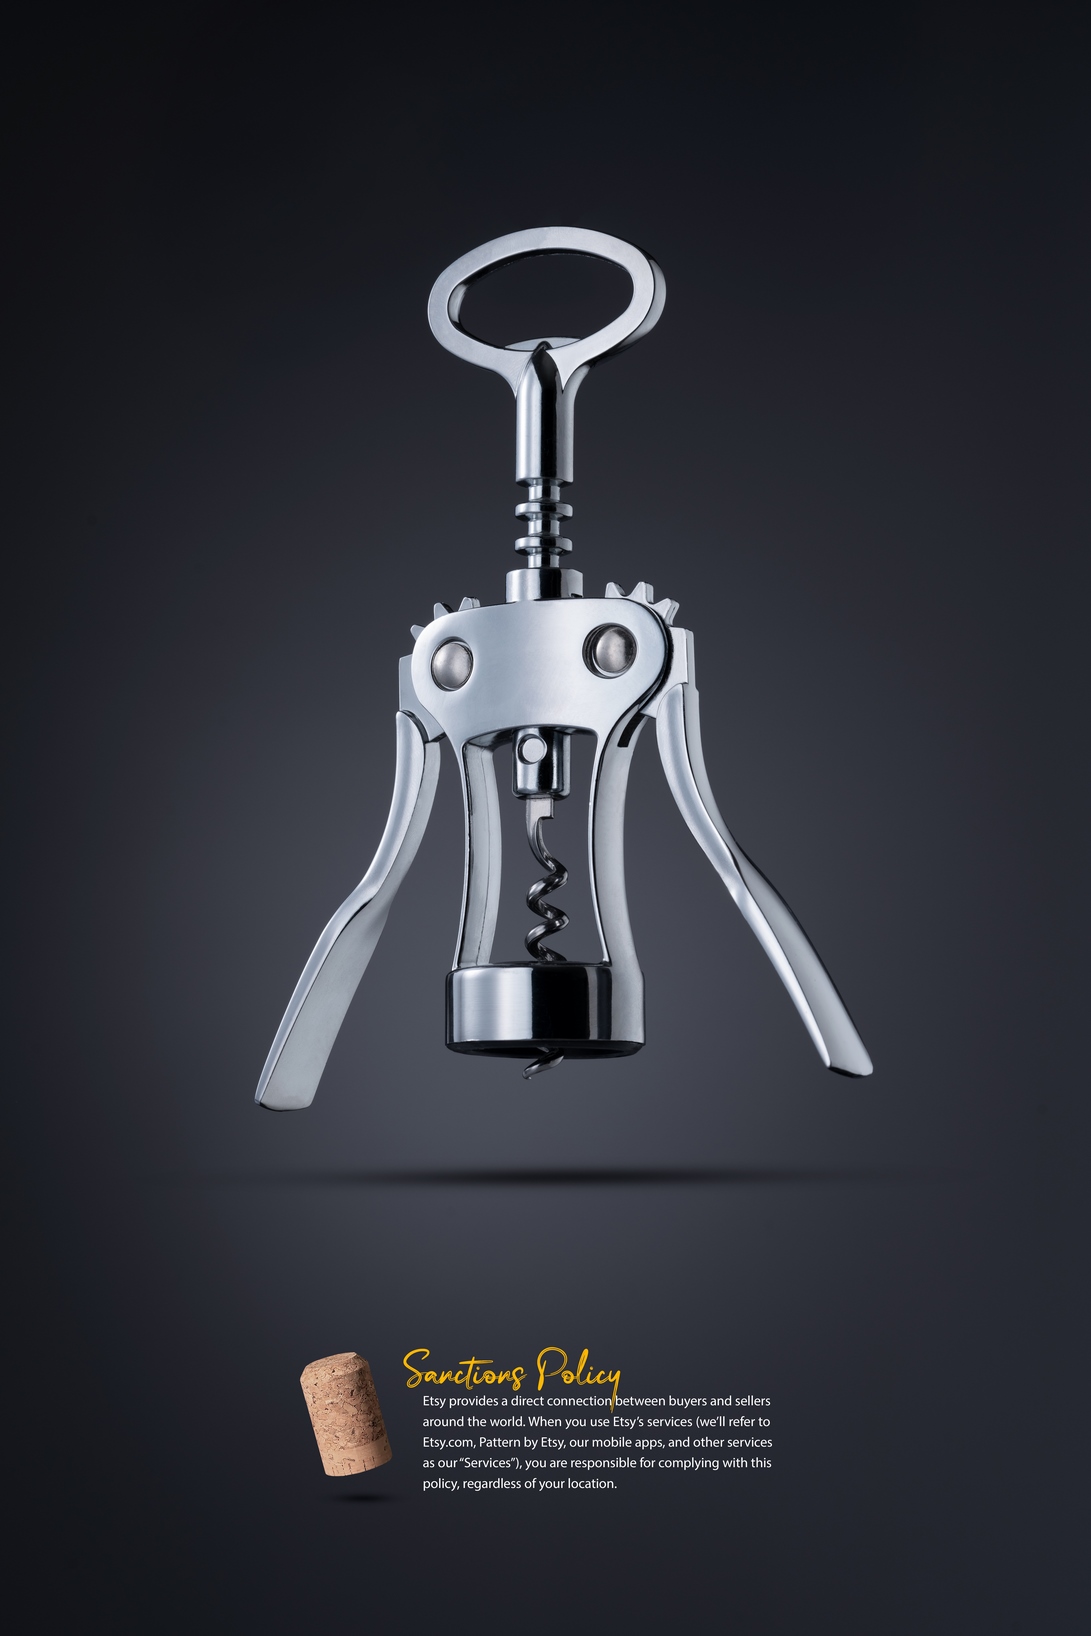 Sanctions Policy
Etsy provides a direct connection between buyers and sellers
around the world. When you use Etsy’s services (we’ll refer to
Etsy.com, Pattern by Etsy, our mobile apps, and other services
as our “Services”), you are responsible for complying with this
policy, regardless of your location.